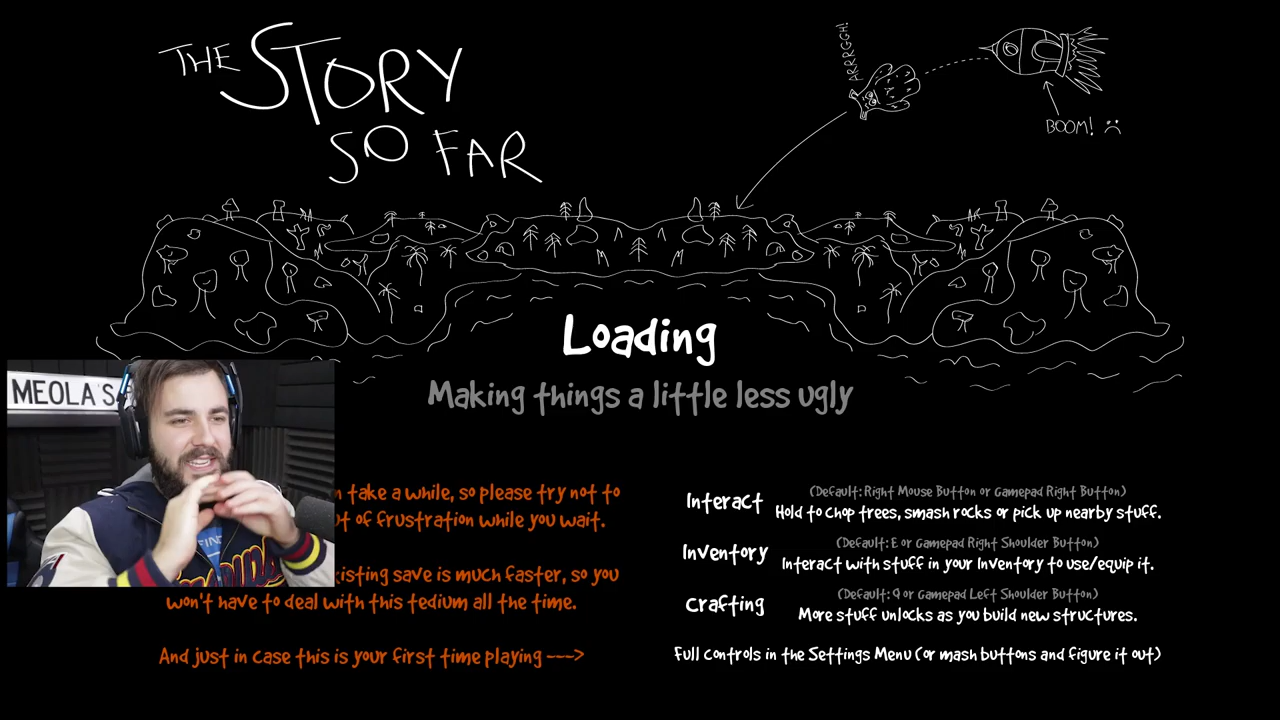 THE STORY
SO FAR
ARRRGGH!
BOOM! :(
Loading
Making things a little less ugly
MEOLA'S
take a while, so please try not to
of frustration while you wait.
save is much faster, so you
won't have to deal with this tedium all the time.
And just in case this is your first time playing --->
Interact (Default: Right Mouse Button or Gamepad Right Button)
Hold to chop trees, smash rocks or pick up nearby stuff.
Inventory (Default: E or Gamepad Right Shoulder Button)
Interact with stuff in your Inventory to use/equip it.
Crafting (Default: Q or Gamepad Left Shoulder Button)
More stuff unlocks as you build new structures.
Full controls in the Settings Menu (or mash buttons and figure it out)